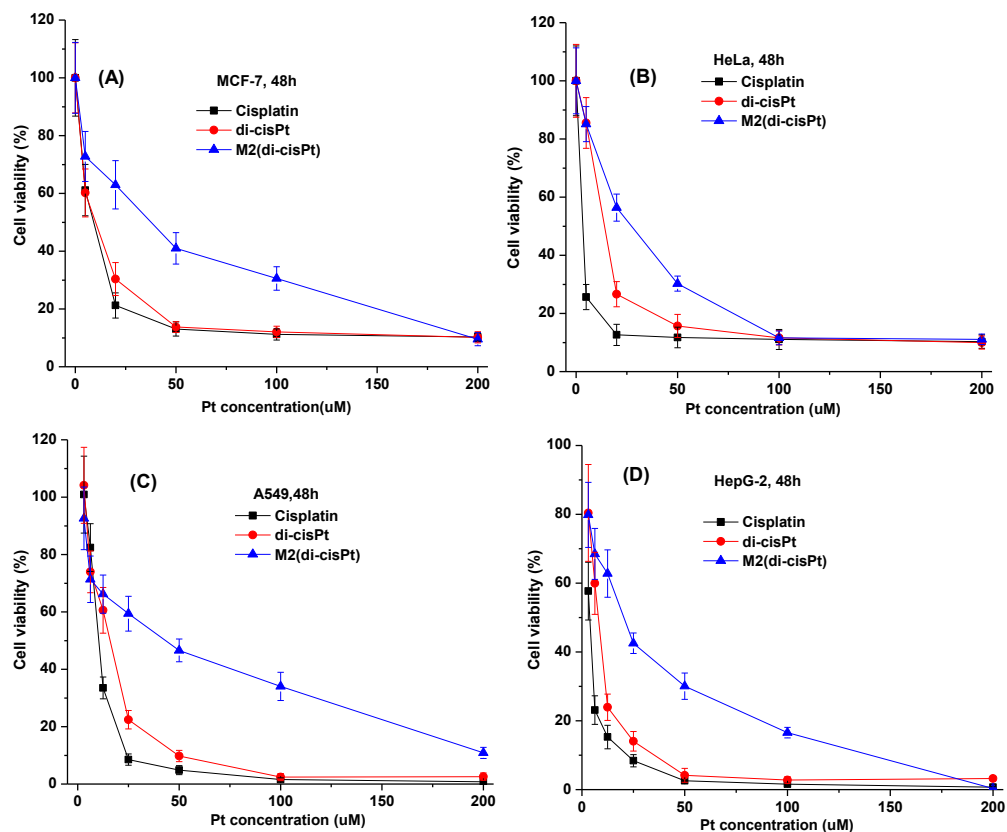 (A)
MCF-7, 48h
Cisplatin
di-cisPt
M2(di-cisPt)
Cell viability (%)
120
100
80
60
40
20
0
0 50 100 150 200
Pt concentration(uM)
(B)
HeLa, 48h
Cisplatin
di-cisPt
M2(di-cisPt)
Cell viability (%)
120
100
80
60
40
20
0
0 50 100 150 200
Pt concentration (uM)
(C)
A549,48h
Cisplatin
di-cisPt
M2(di-cisPt)
Cell viability (%)
120
100
80
60
40
20
0
0 50 100 150 200
Pt concentration (uM)
(D)
HepG-2, 48h
Cisplatin
di-cisPt
M2(di-cisPt)
Cell viability (%)
100
80
60
40
20
0
0 50 100 150 200
Pt concentration (uM)